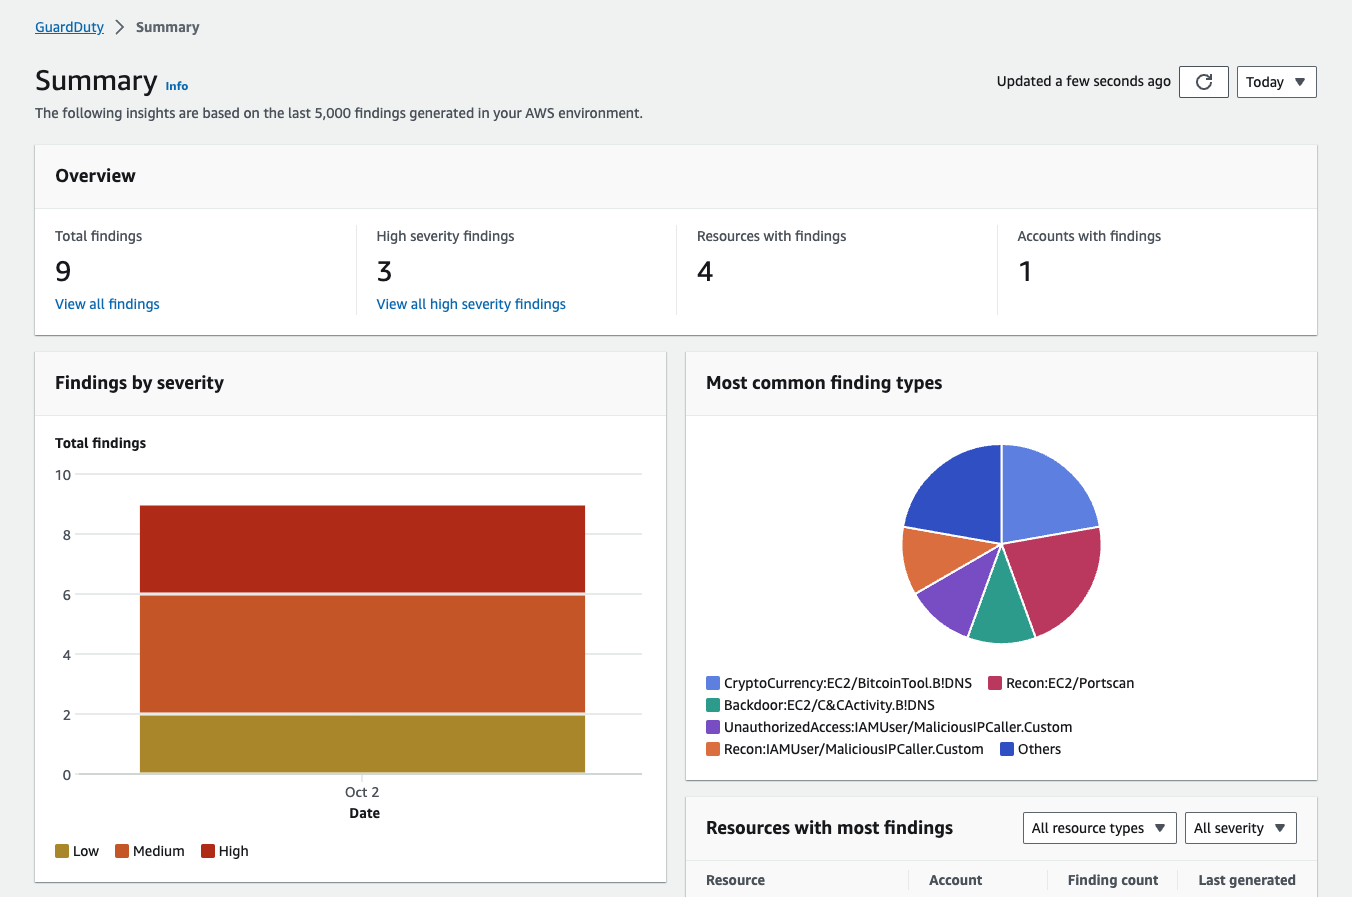 GuardDuty > Summary
Summary Info
Updated a few seconds ago
Today
The following insights are based on the last 5,000 findings generated in your AWS environment.
Overview
Total findings
9
View all findings
High severity findings
3
View all high severity findings
Resources with findings
4
Accounts with findings
1
Findings by severity
Total findings
10
8
6
4
2
0
Oct 2
Date
Low Medium High
Most common finding types
CryptoCurrency:EC2/BitcoinTool.B!DNS Recon:EC2/Portscan
Backdoor:EC2/C&CActivity.B!DNS
UnauthorizedAccess:IAMUser/MaliciousIPCaller.Custom
Recon:IAMUser/MaliciousIPCaller.Custom Others
Resources with most findings
All resource types
All severity
Resource Account Finding count Last generated